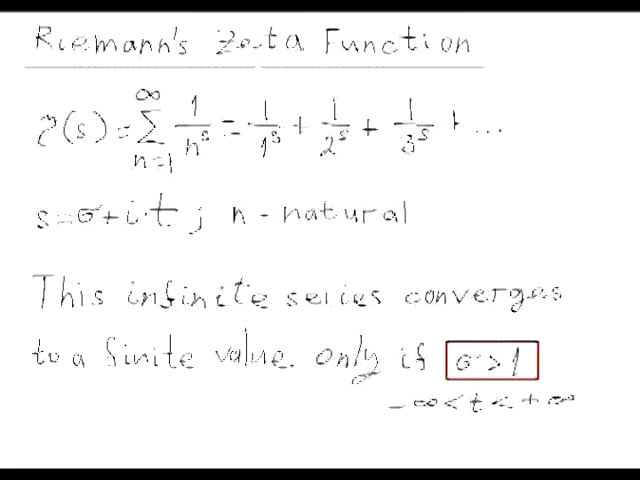 Riemann's Zeta Function
ζ(s) = ∑_{n=1}^{∞} 1/n^s = 1/1^s + 1/2^s + 1/3^s + ...
s = σ + i·t ; n - natural
This infinite series converges
to a finite value only if σ > 1
-∞ < t < +∞